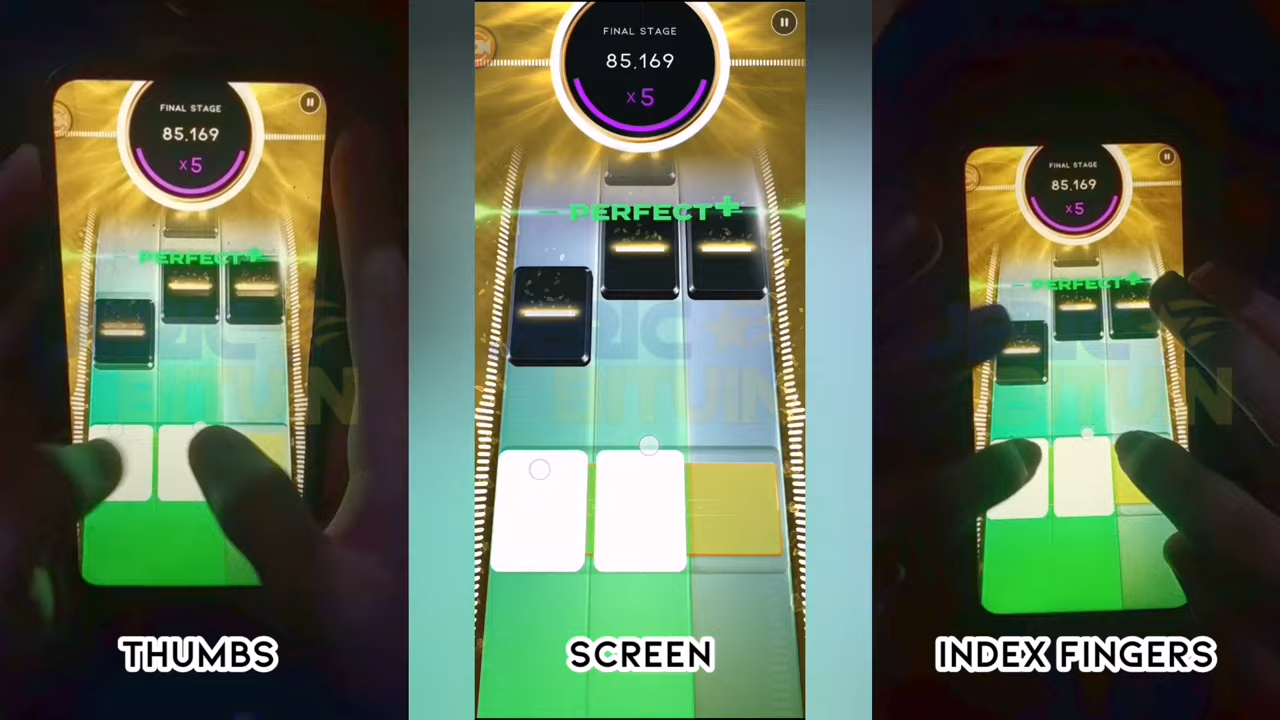 FINAL STAGE
85,169
x5
PERFECT+
THUMBS
FINAL STAGE
85,169
x5
PERFECT+
SCREEN
FINAL STAGE
85,169
x5
PERFECT+
INDEX FINGERS
BITUIN